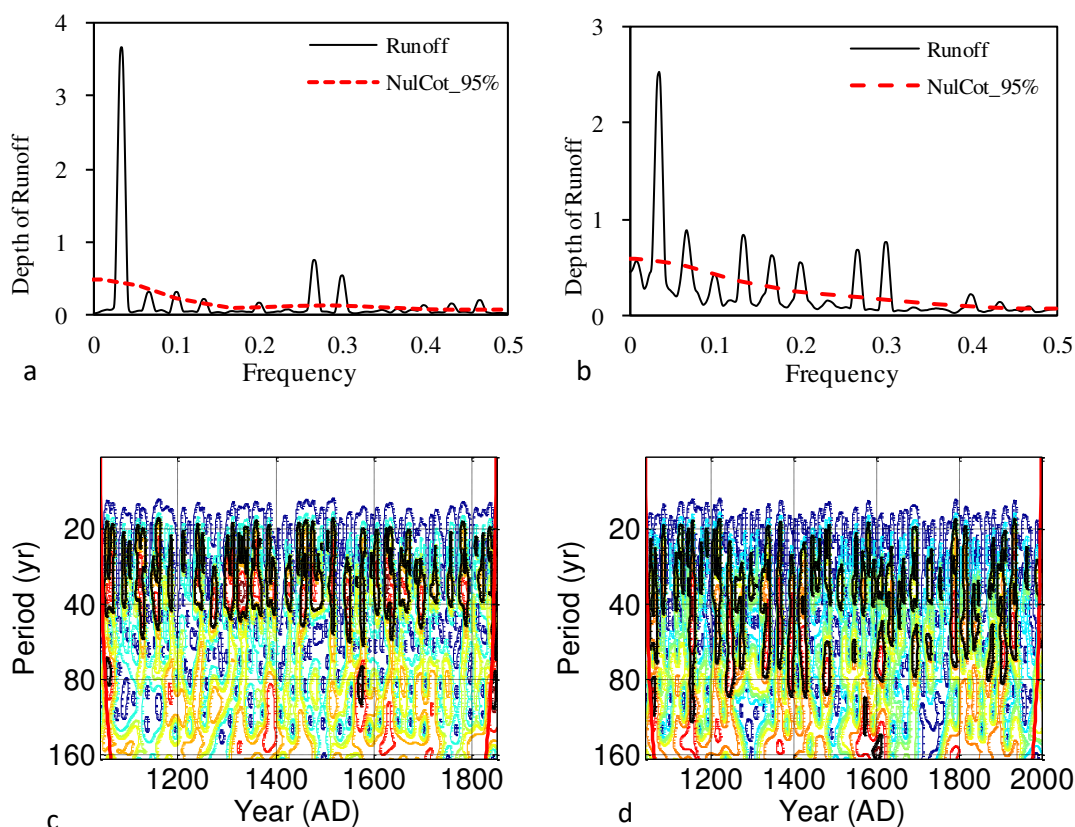 4
3
2
1
0
Depth of Runoff
Runoff
NulCot_95%
0
0.1
0.2
0.3
0.4
0.5
Frequency
a
3
2
1
0
Depth of Runoff
Runoff
NulCot_95%
0
0.1
0.2
0.3
0.4
0.5
Frequency
b
20
40
80
160
Period (yr)
1200
1400
1600
1800
Year (AD)
c
20
40
80
160
Period (yr)
1200
1400
1600
1800
2000
Year (AD)
d